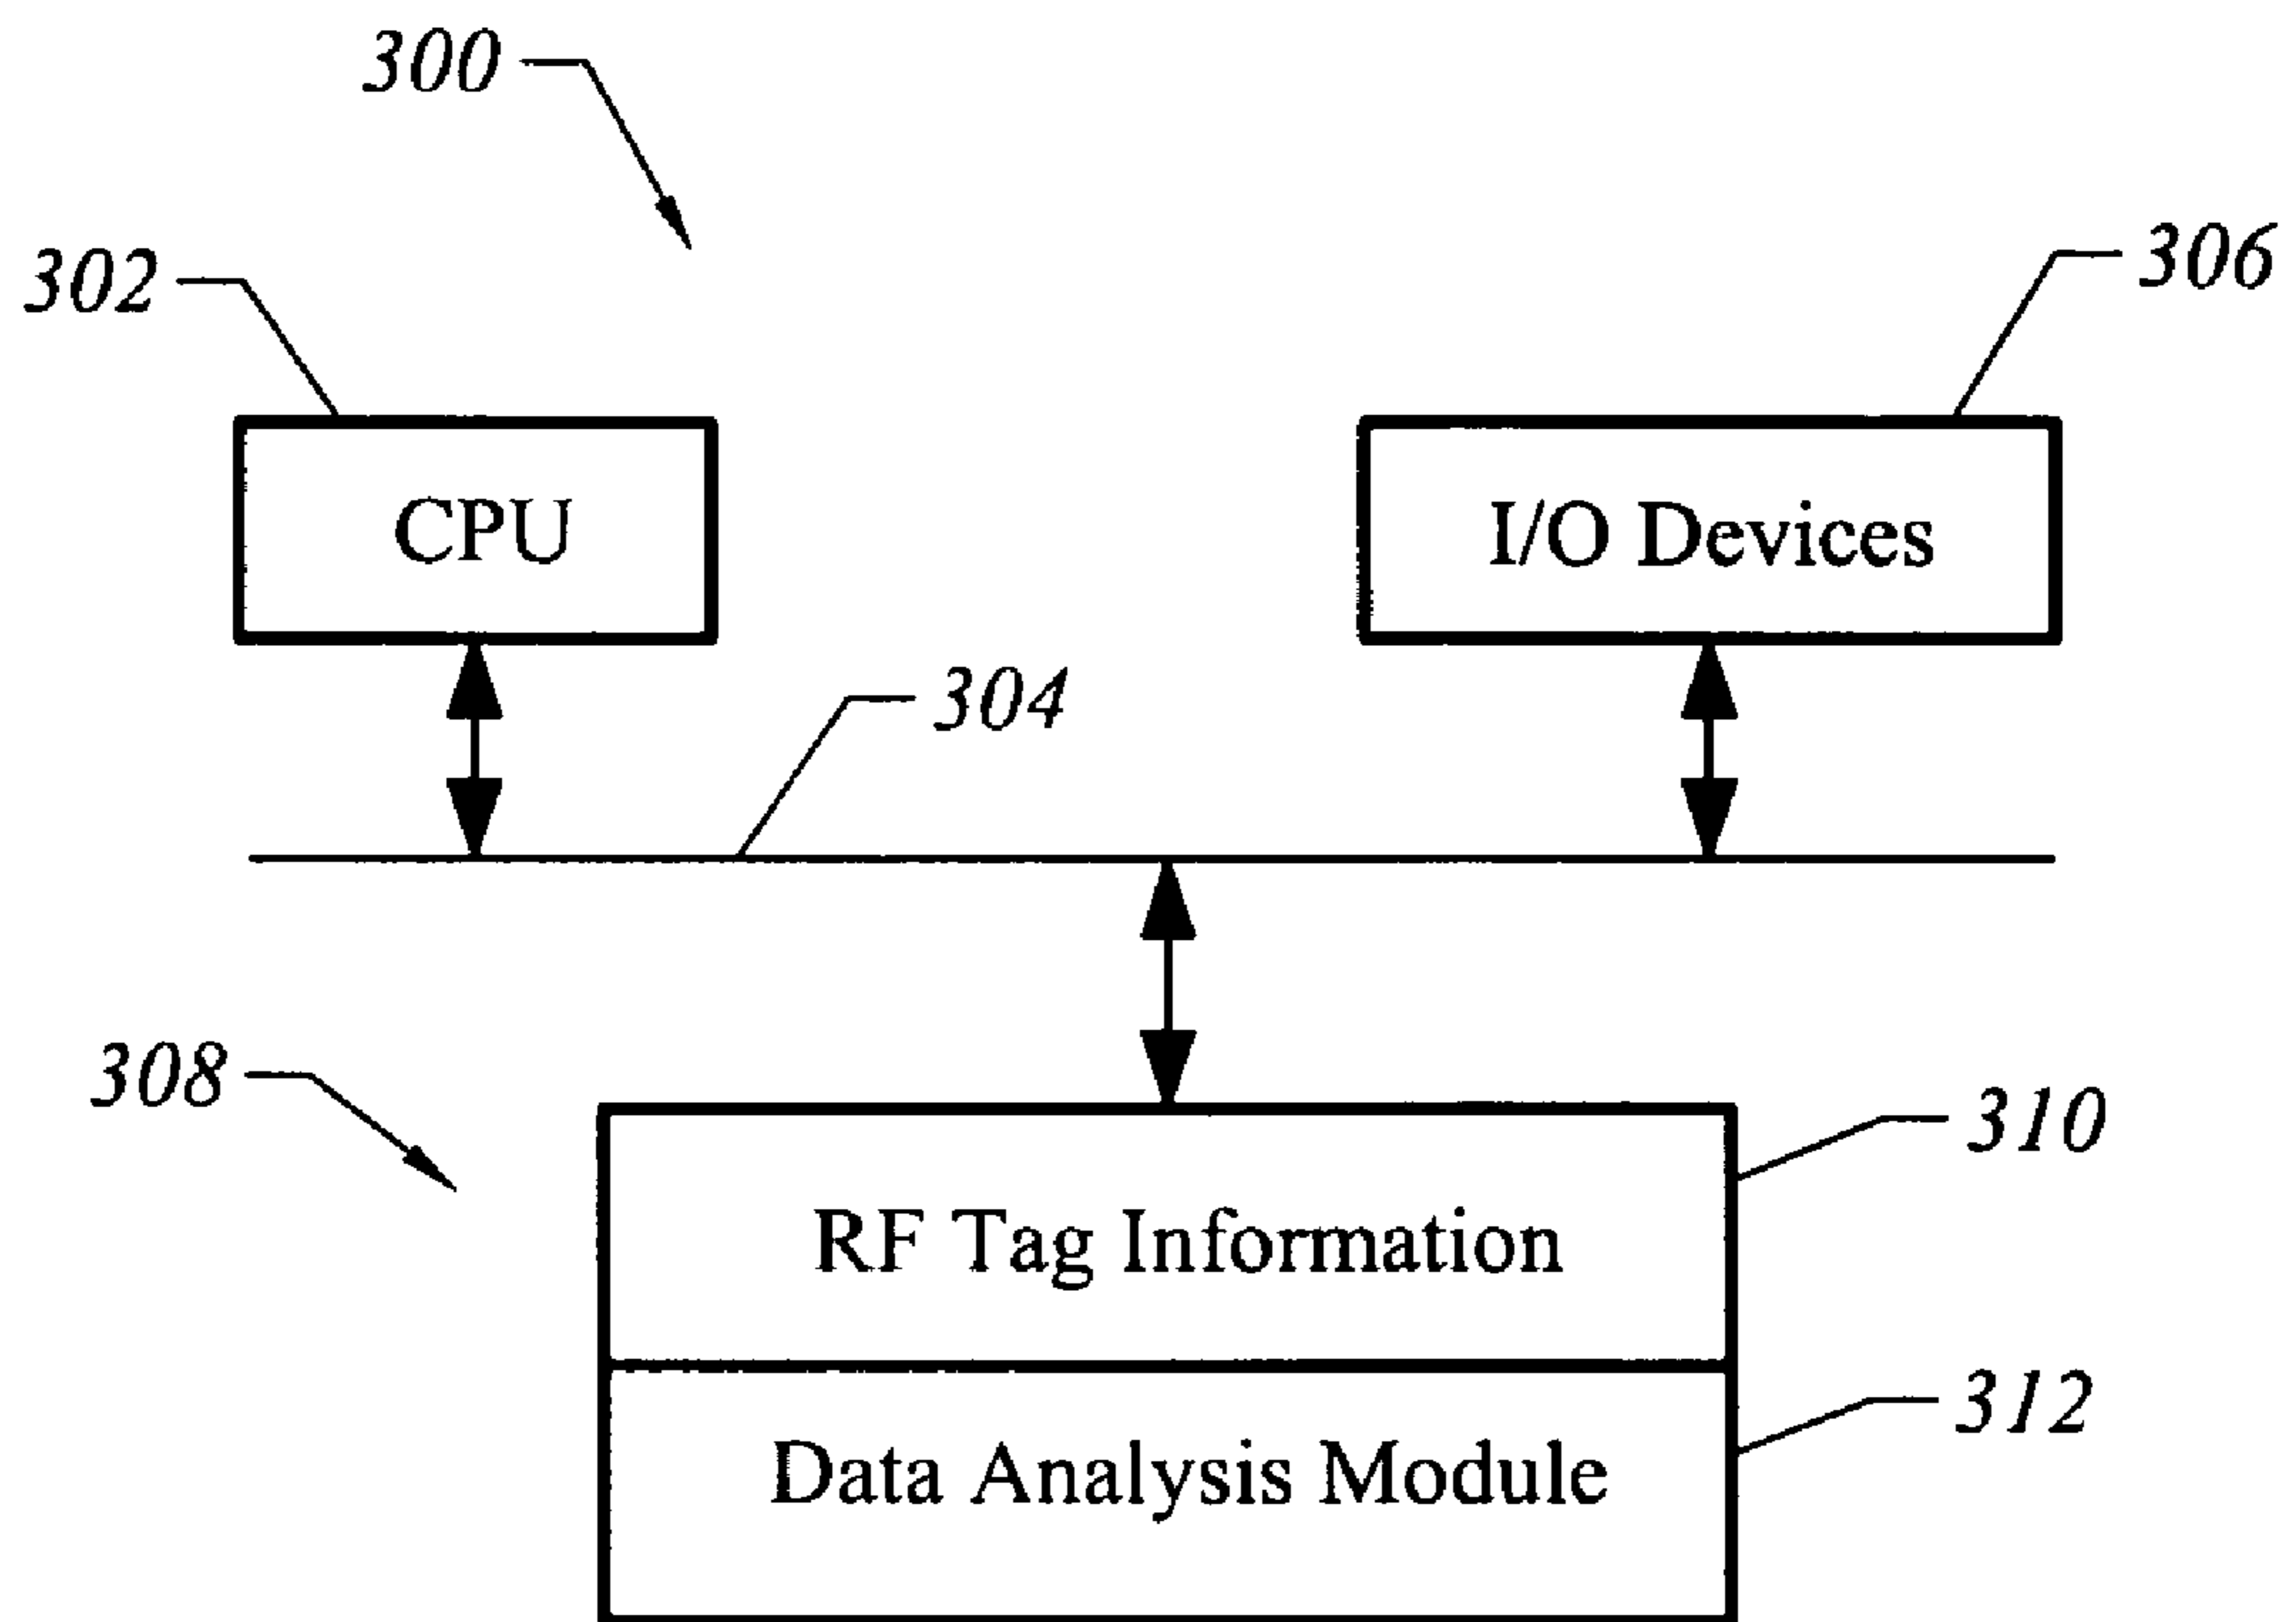 300
302
306
CPU
I/O Devices
304
308
310
RF Tag Information
312
Data Analysis Module